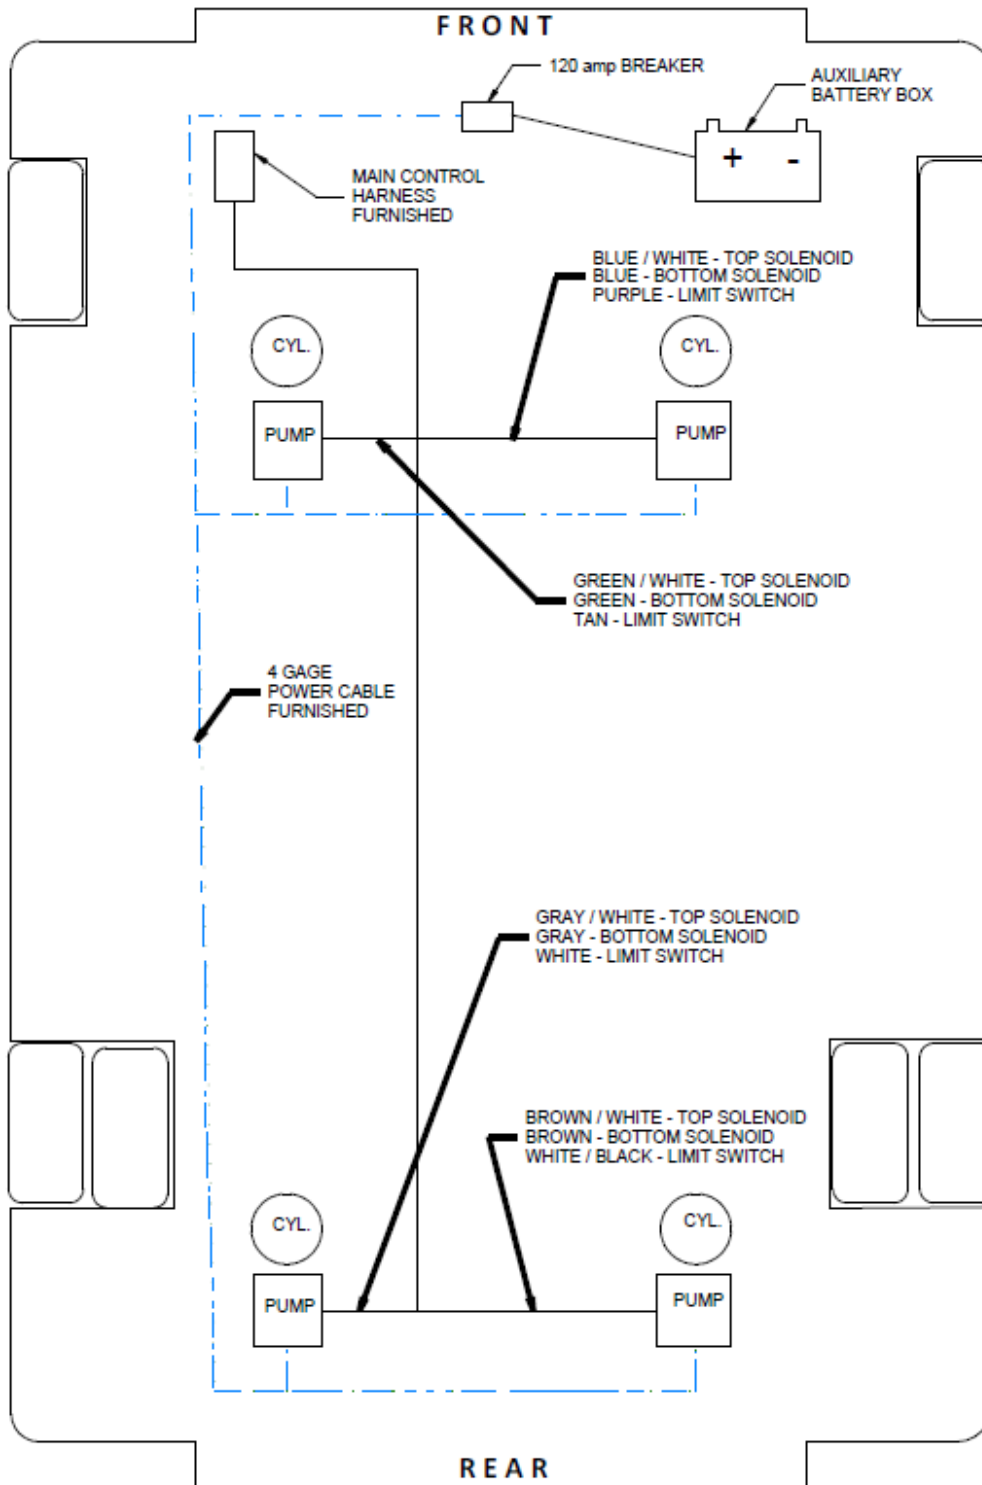 FRONT
120 amp BREAKER
AUXILIARY
BATTERY BOX
+ -
MAIN CONTROL
HARNESS
FURNISHED
BLUE / WHITE - TOP SOLENOID
BLUE - BOTTOM SOLENOID
PURPLE - LIMIT SWITCH
CYL.
CYL.
PUMP
PUMP
GREEN / WHITE - TOP SOLENOID
GREEN - BOTTOM SOLENOID
TAN - LIMIT SWITCH
4 GAGE
POWER CABLE
FURNISHED
GRAY / WHITE - TOP SOLENOID
GRAY - BOTTOM SOLENOID
WHITE - LIMIT SWITCH
BROWN / WHITE - TOP SOLENOID
BROWN - BOTTOM SOLENOID
WHITE / BLACK - LIMIT SWITCH
CYL.
CYL.
PUMP
PUMP
REAR